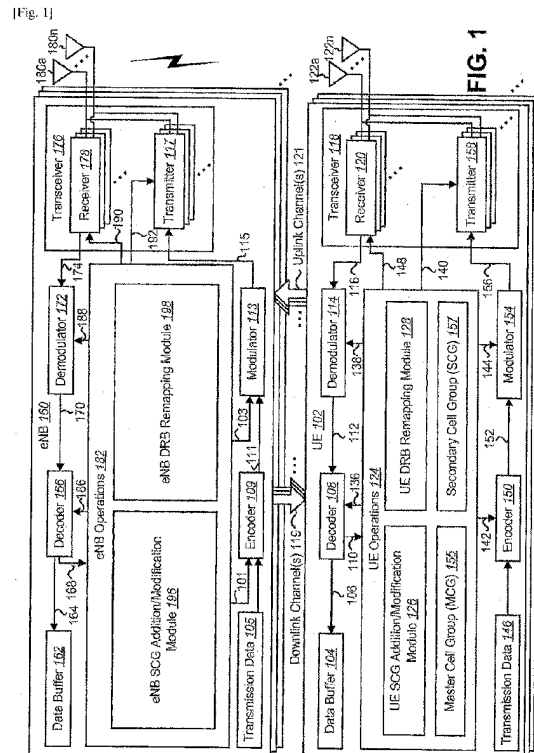 [Fig. 1]
180a
180n
eNB 160
Transceiver 176
Receiver 178
190
192
Transmitter 117
174
115
Demodulator 172
188
170
Decoder 166
186
168
164
Data Buffer 162
eNB Operations 182
eNB SCG Addition/Modification
Module 196
eNB DRB Remapping Module 198
103
Modulator 113
111
101
Encoder 109
Transmission Data 105
Downlink Channel(s) 119
Uplink Channel(s) 121
122a
122n
UE 102
Transceiver 118
Receiver 120
148
140
Transmitter 158
116
156
Demodulator 114
138
112
Decoder 108
136
110
106
Data Buffer 104
UE Operations 124
UE SCG Addition/Modification
Module 126
UE DRB Remapping Module 128
Master Cell Group (MCG) 155
Secondary Cell Group (SCG) 157
144
Modulator 154
152
142
Encoder 150
Transmission Data 146
FIG. 1